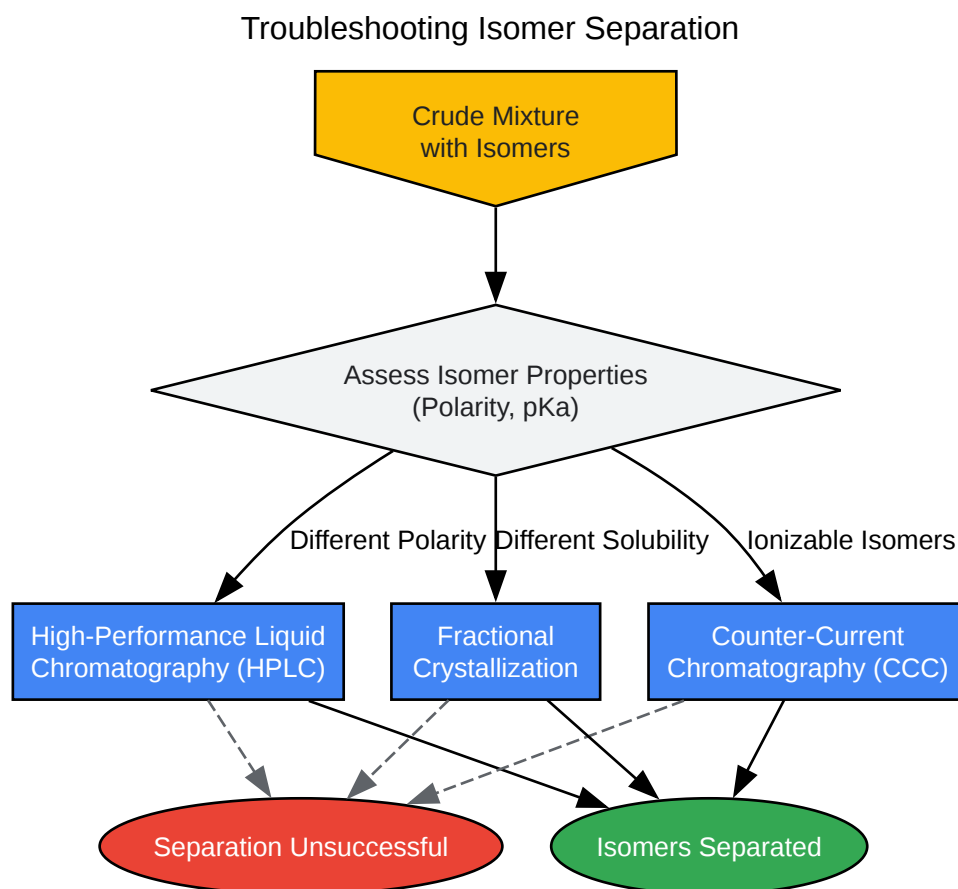 Troubleshooting Isomer Separation
Crude Mixture
with Isomers
Assess Isomer Properties
(Polarity, pKa)
Different Polarity
Different Solubility
Ionizable Isomers
High-Performance Liquid
Chromatography (HPLC)
Fractional
Crystallization
Counter-Current
Chromatography (CCC)
Separation Unsuccessful
Isomers Separated